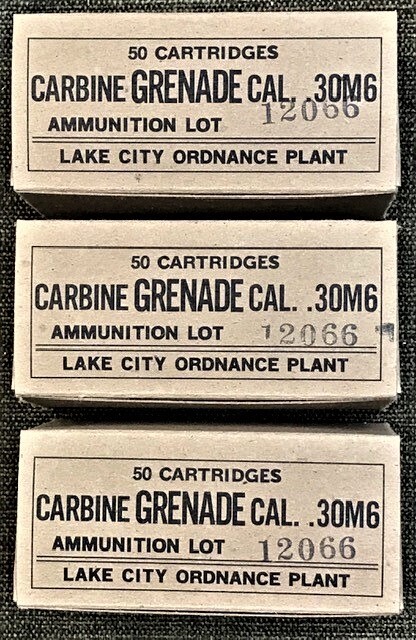 50 CARTRIDGES
CARBINE GRENADE CAL. .30M6
AMMUNITION LOT 12066
LAKE CITY ORDNANCE PLANT
50 CARTRIDGES
CARBINE GRENADE CAL. .30M6
AMMUNITION LOT 12066
LAKE CITY ORDNANCE PLANT
50 CARTRIDGES
CARBINE GRENADE CAL. .30M6
AMMUNITION LOT 12066
LAKE CITY ORDNANCE PLANT